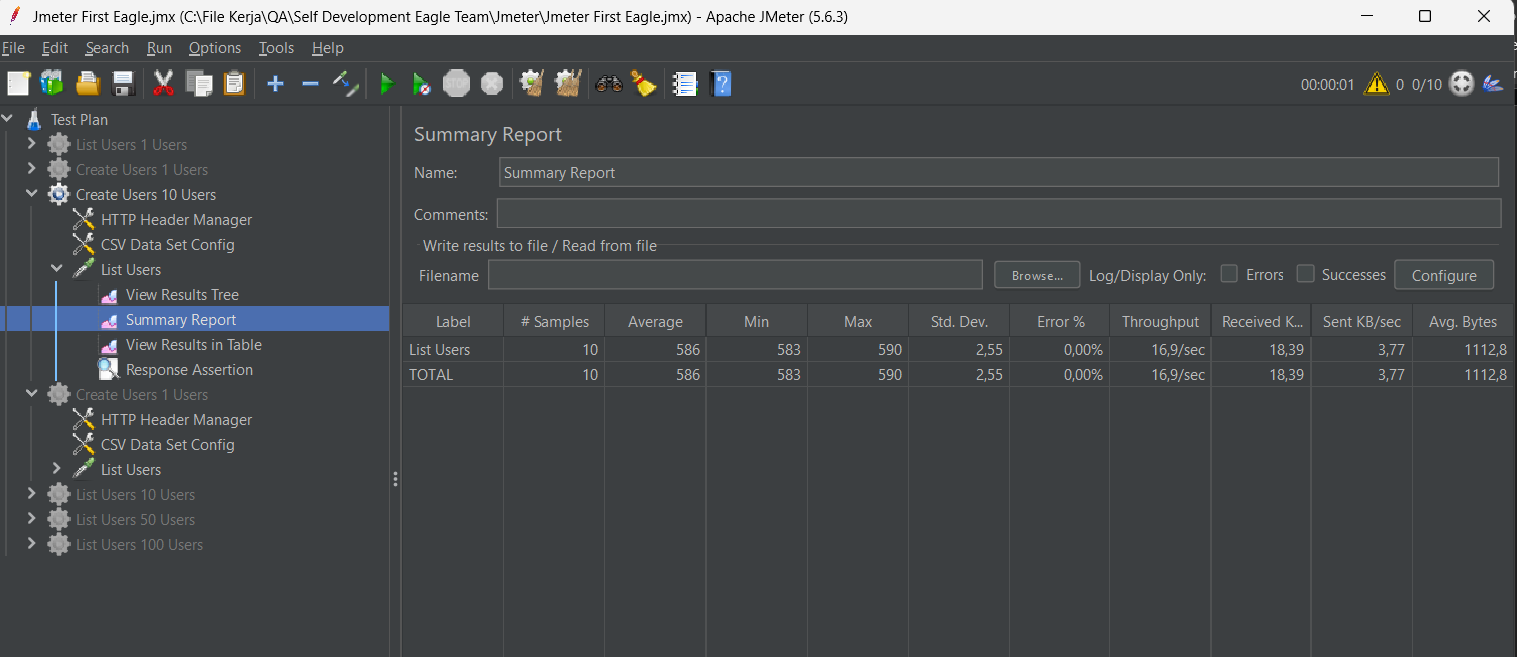 Jmeter First Eagle.jmx (C:\File Kerja\QA\Self Development Eagle Team\Jmeter\Jmeter First Eagle.jmx) - Apache JMeter (5.6.3)
File Edit Search Run Options Tools Help
STOP 00:00:01 0 0/10
Test Plan
List Users 1 Users
Create Users 1 Users
Create Users 10 Users
HTTP Header Manager
CSV Data Set Config
List Users
View Results Tree
Summary Report
View Results in Table
Response Assertion
Create Users 1 Users
HTTP Header Manager
CSV Data Set Config
List Users
List Users 10 Users
List Users 50 Users
List Users 100 Users
Summary Report
Name: Summary Report
Comments:
Write results to file / Read from file
Filename Browse... Log/Display Only: Errors Successes Configure
Label # Samples Average Min Max Std. Dev. Error % Throughput Received K... Sent KB/sec Avg. Bytes
List Users 10 586 583 590 2,55 0,00% 16,9/sec 18,39 3,77 1112,8
TOTAL 10 586 583 590 2,55 0,00% 16,9/sec 18,39 3,77 1112,8